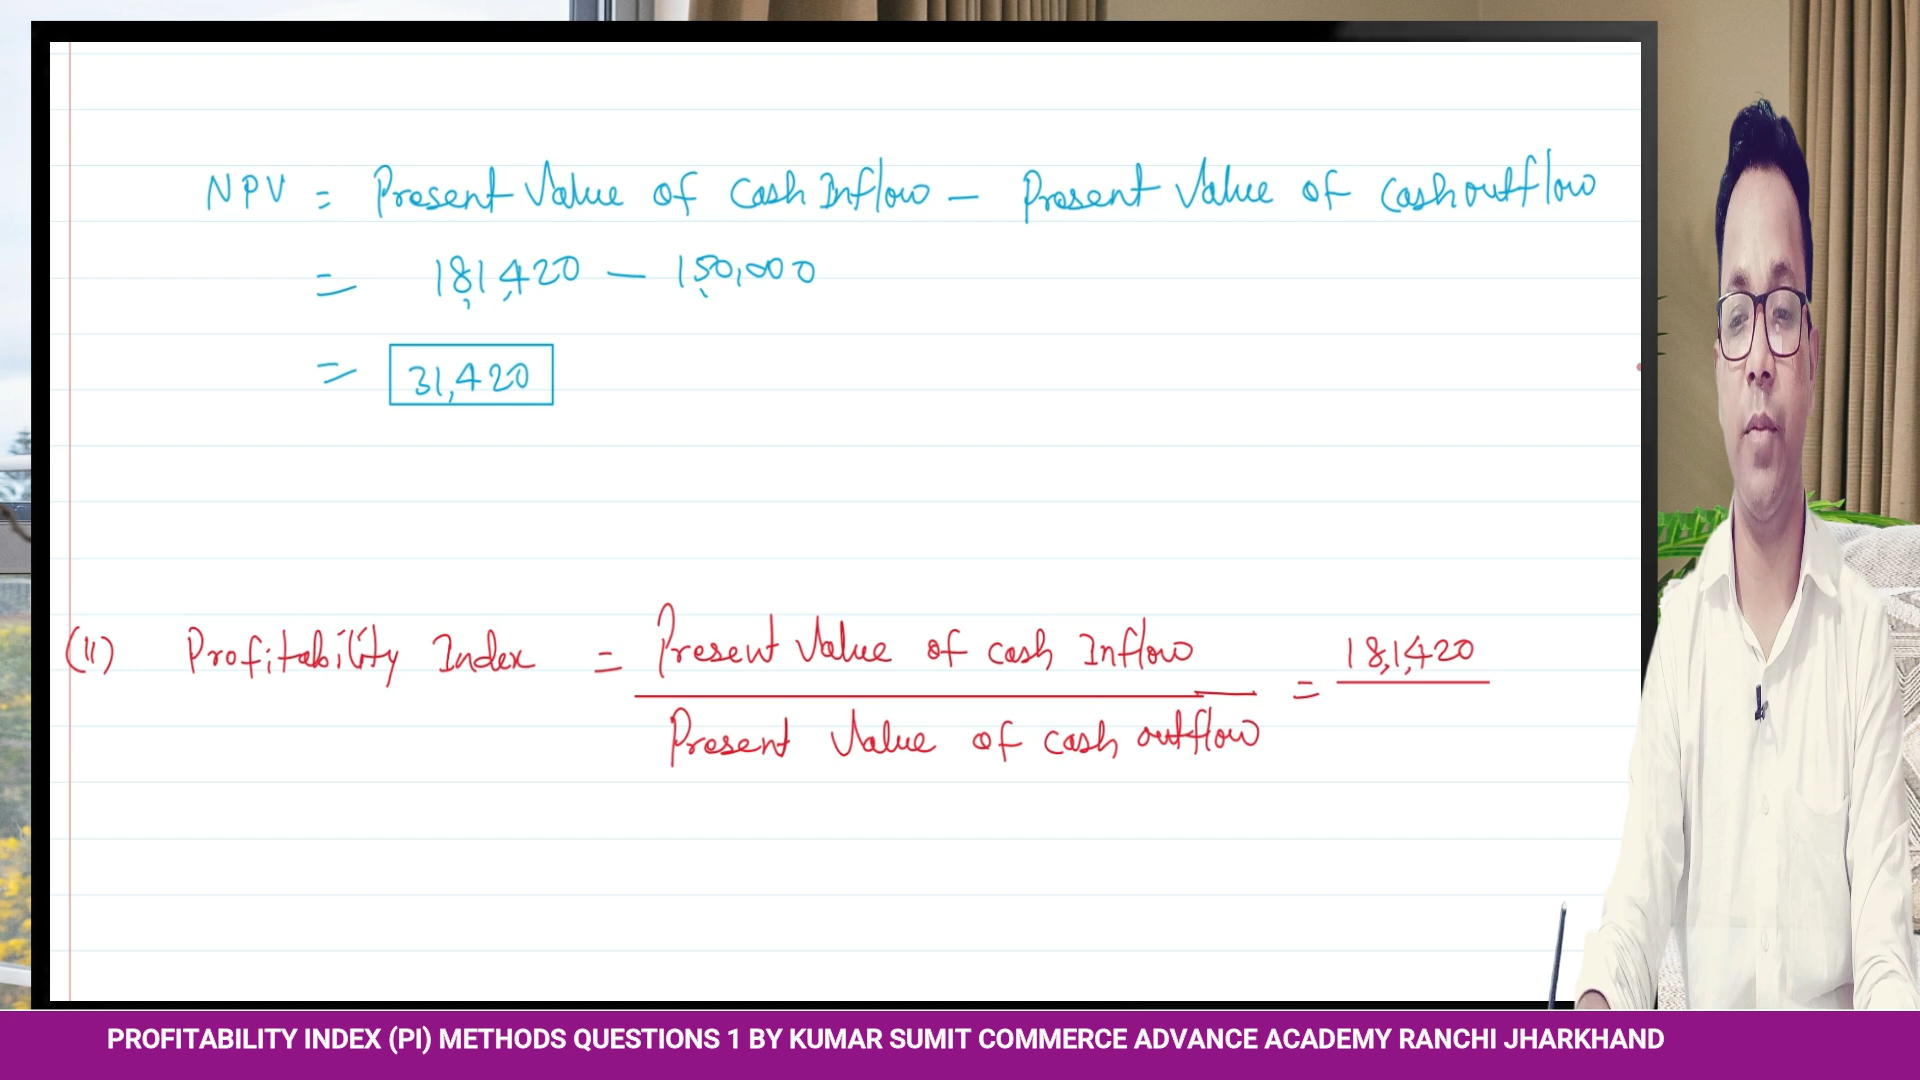 NPV = Present Value of Cash Inflow - Present Value of Cash outflow
= 181,420 - 150,000
= 31,420
(ii) Profitability Index = Present Value of cash Inflow / Present Value of cash outflow = 181,420
PROFITABILITY INDEX (PI) METHODS QUESTIONS 1 BY KUMAR SUMIT COMMERCE ADVANCE ACADEMY RANCHI JHARKHAND